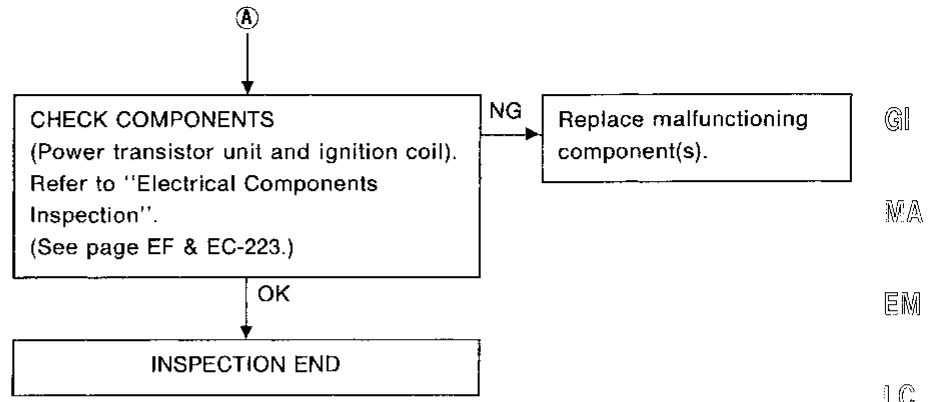 Ⓐ
CHECK COMPONENTS
(Power transistor unit and ignition coil).
Refer to ''Electrical Components
Inspection''.
(See page EF & EC-223.)
NG
Replace malfunctioning
component(s).
OK
INSPECTION END
GI
MA
EM
LC